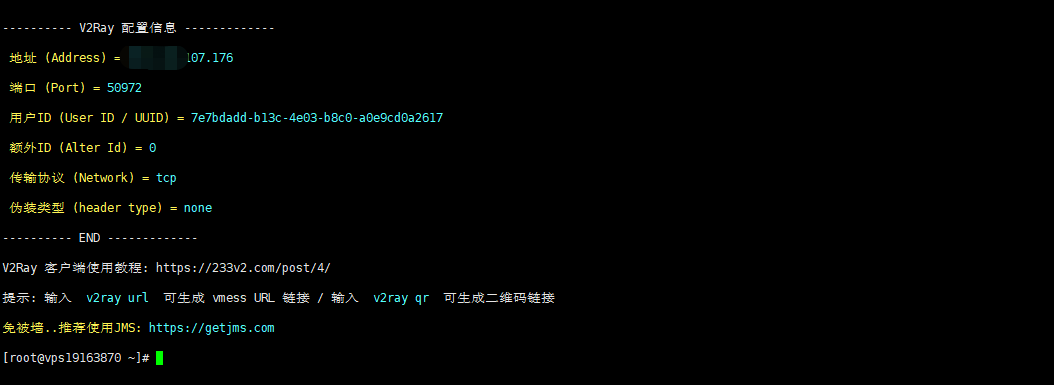 ---------- V2Ray 配置信息 -------------
地址 (Address) = 107.176
端口 (Port) = 50972
用户ID (User ID / UUID) = 7e7bdadd-b13c-4e03-b8c0-a0e9cd0a2617
额外ID (Alter Id) = 0
传输协议 (Network) = tcp
伪装类型 (header type) = none
---------- END -------------
V2Ray 客户端使用教程: https://233v2.com/post/4/
提示: 输入 v2ray url 可生成 vmess URL 链接 / 输入 v2ray qr 可生成二维码链接
免被墙..推荐使用JMS: https://getjms.com
[root@vps19163870 ~]#